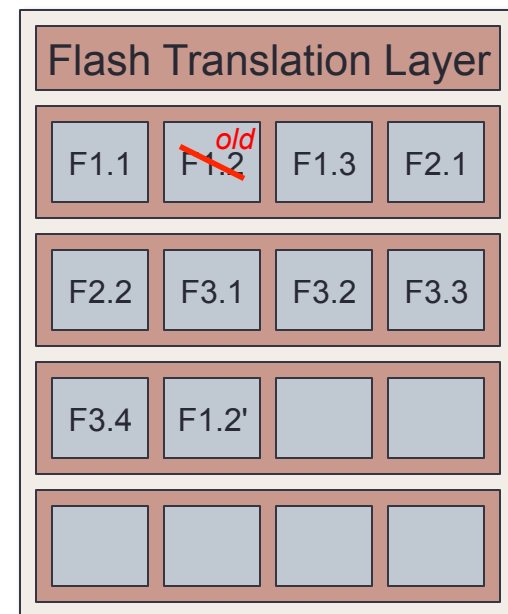 Flash Translation Layer
old
F1.1 F1.2 F1.3 F2.1
F2.2 F3.1 F3.2 F3.3
F3.4 F1.2'